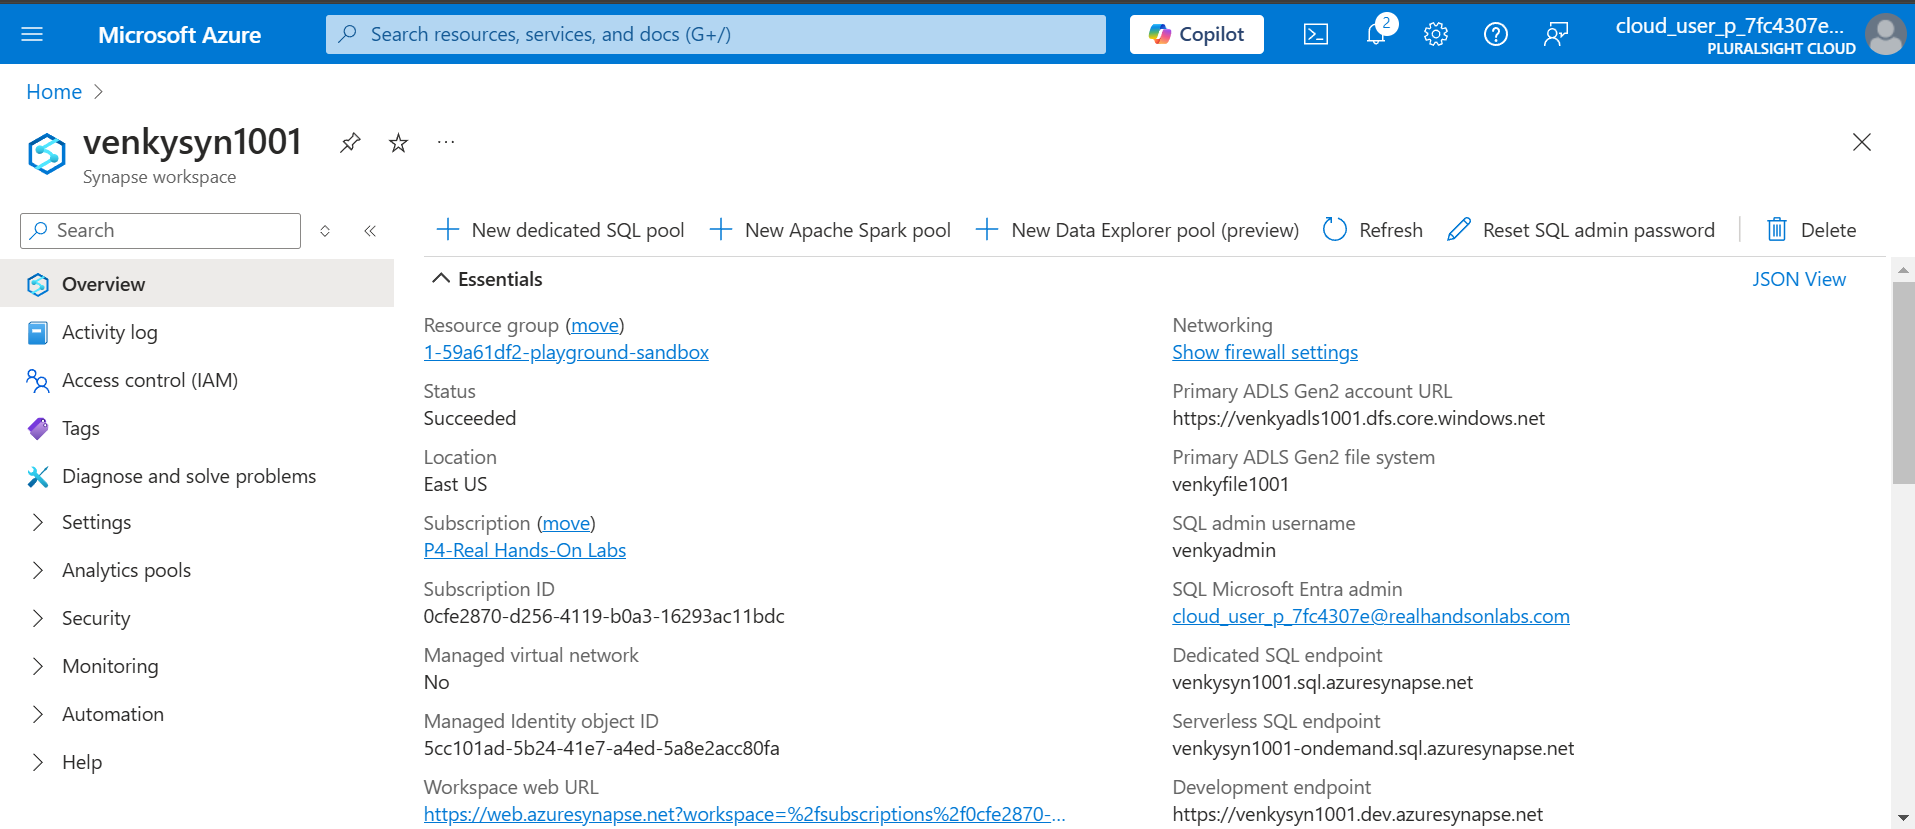 Microsoft Azure
Search resources, services, and docs (G+/)
Copilot
2
cloud_user_p_7fc4307e...
PLURALSIGHT CLOUD
Home
venkysyn1001
Synapse workspace
Search
New dedicated SQL pool
New Apache Spark pool
New Data Explorer pool (preview)
Refresh
Reset SQL admin password
Delete
Overview
Activity log
Access control (IAM)
Tags
Diagnose and solve problems
Settings
Analytics pools
Security
Monitoring
Automation
Help
Essentials
JSON View
Resource group (move)
1-59a61df2-playground-sandbox
Status
Succeeded
Location
East US
Subscription (move)
P4-Real Hands-On Labs
Subscription ID
0cfe2870-d256-4119-b0a3-16293ac11bdc
Managed virtual network
No
Managed Identity object ID
5cc101ad-5b24-41e7-a4ed-5a8e2acc80fa
Workspace web URL
https://web.azuresynapse.net?workspace=%2fsubscriptions%2f0cfe2870-...
Networking
Show firewall settings
Primary ADLS Gen2 account URL
https://venkyadls1001.dfs.core.windows.net
Primary ADLS Gen2 file system
venkyfile1001
SQL admin username
venkyadmin
SQL Microsoft Entra admin
cloud_user_p_7fc4307e@realhandsonlabs.com
Dedicated SQL endpoint
venkysyn1001.sql.azuresynapse.net
Serverless SQL endpoint
venkysyn1001-ondemand.sql.azuresynapse.net
Development endpoint
https://venkysyn1001.dev.azuresynapse.net